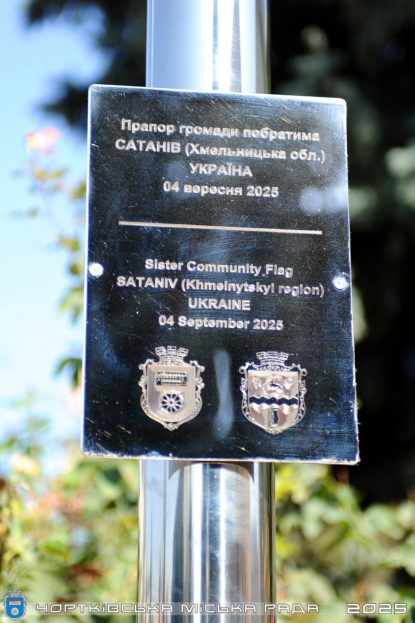 Прапор громади побратима
САТАНІВ (Хмельницька обл.)
УКРАЇНА
04 вересня 2025
Sister Community Flag
SATANIV (Khmelnytskyi region)
UKRAINE
04 September 2025
ЧОРТКІВСЬКА МІСЬКА РАДА 2025